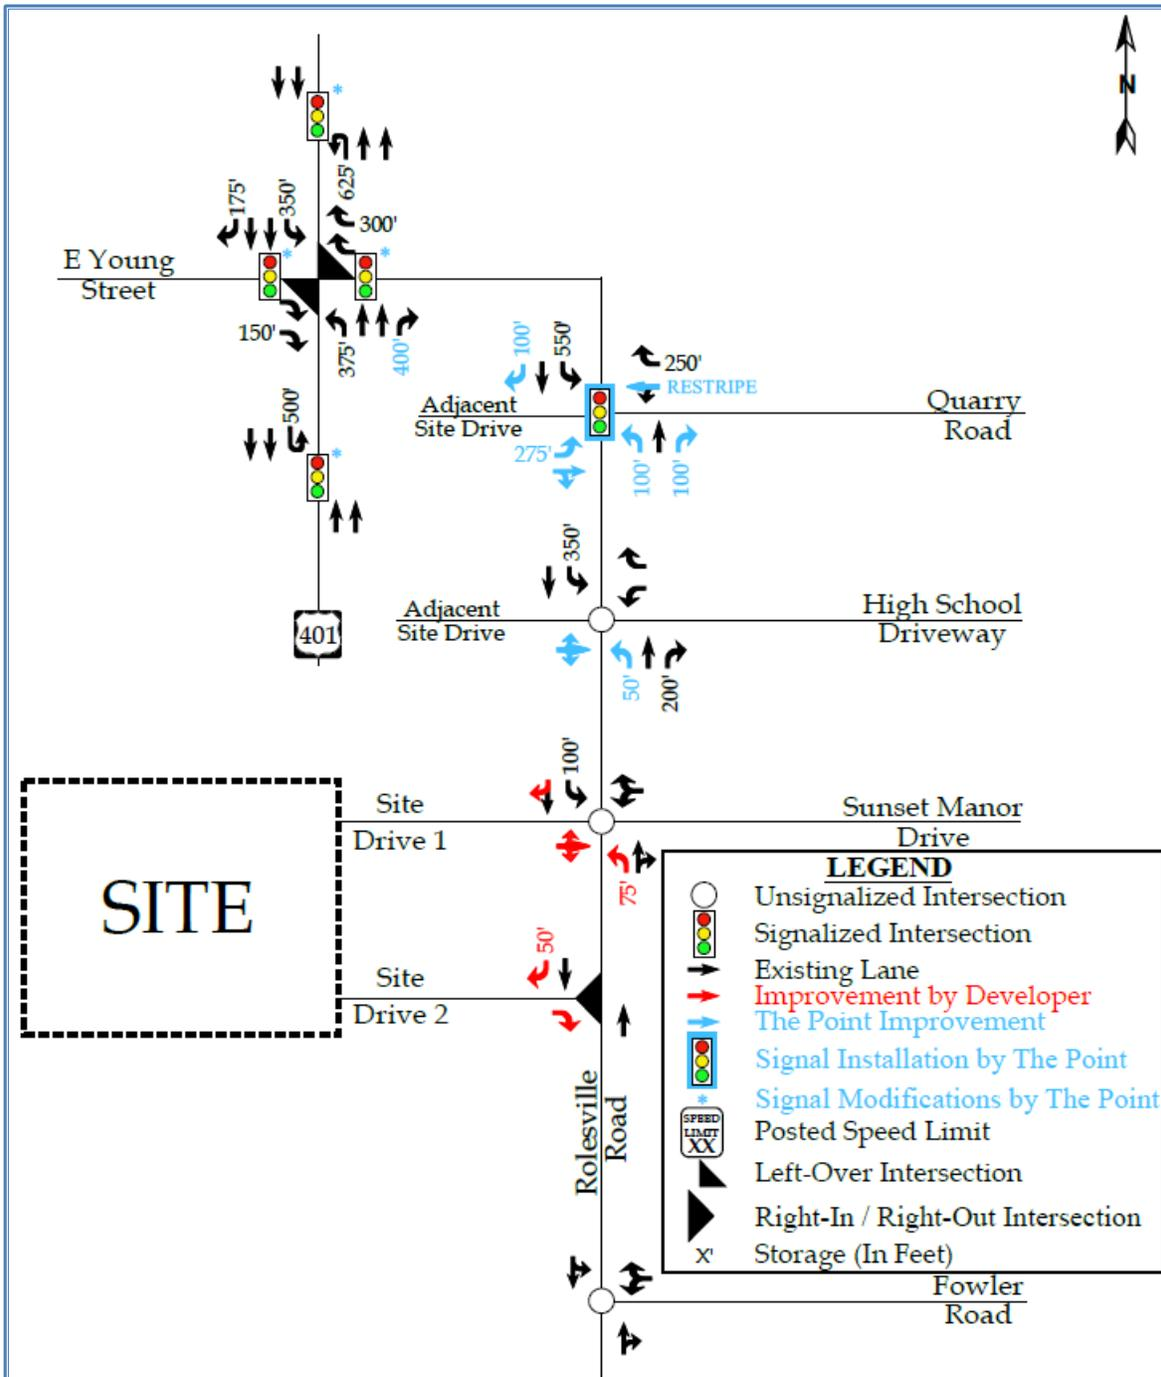 N
*
625'
175'
350'
300'
*
*
E Young
Street
150'
375'
400'
100'
550'
250'
RESTRIPE
Adjacent
Site Drive
Quarry
Road
275'
100'
100'
500'
*
350'
401
Adjacent
Site Drive
High School
Driveway
50'
200'
100'
Site
Drive 1
Sunset Manor
Drive
75'
SITE
50'
Site
Drive 2
Rolesville
Road
LEGEND
Unsignalized Intersection
Signalized Intersection
Existing Lane
Improvement by Developer
The Point Improvement
Signal Installation by The Point
* Signal Modifications by The Point
SPEED
LIMIT
XX
Posted Speed Limit
Left-Over Intersection
Right-In / Right-Out Intersection
X' Storage (In Feet)
Fowler
Road